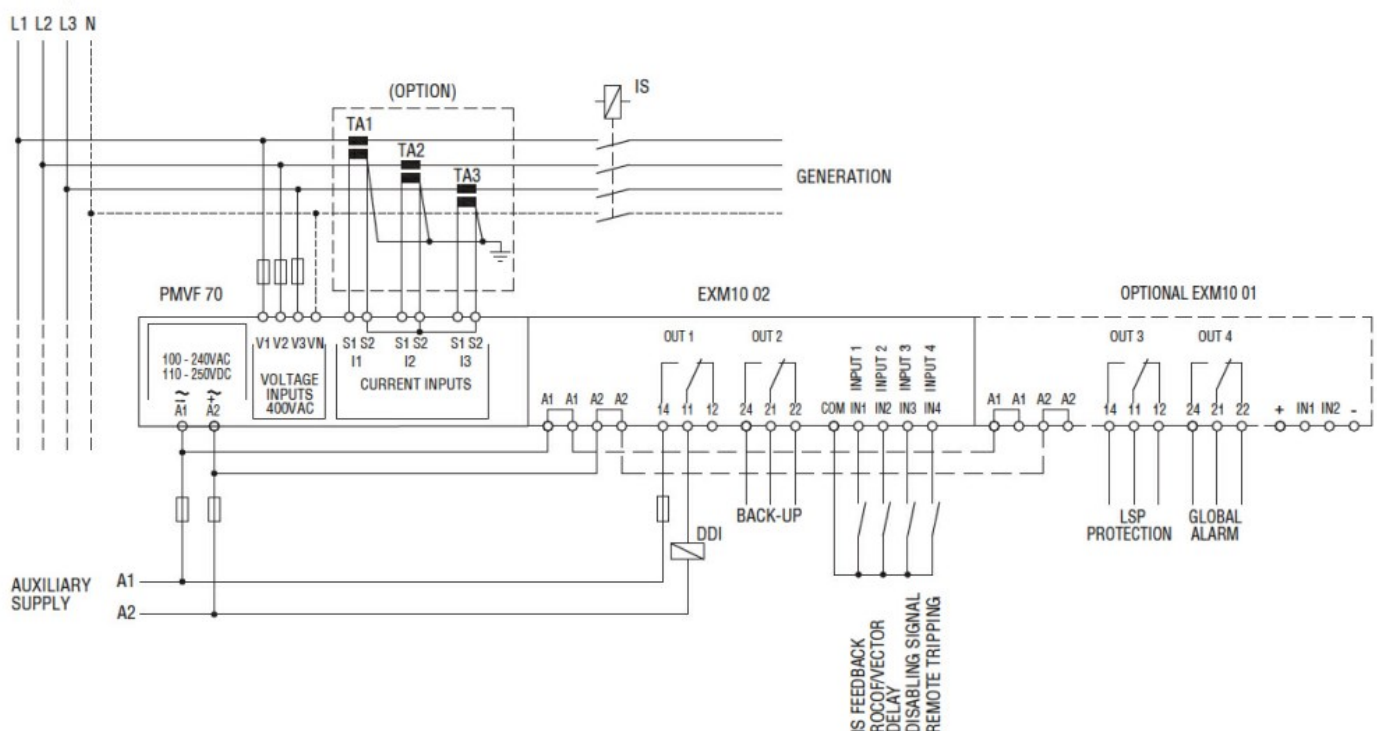 L1 L2 L3 N
(OPTION)
IS
TA1
TA2
TA3
GENERATION
PMVF 70
EXM10 02
OPTIONAL EXM10 01
100 - 240VAC
110 - 250VDC
~ ~
- +
A1 A2
V1 V2 V3 VN
VOLTAGE
INPUTS
400VAC
S1 S2 S1 S2 S1 S2
I1 I2 I3
CURRENT INPUTS
A1 A1 A2 A2
OUT 1
14 11 12
OUT 2
24 21 22
INPUT 1
INPUT 2
INPUT 3
INPUT 4
COM IN1 IN2 IN3 IN4
A1 A1 A2 A2
OUT 3
14 11 12
OUT 4
24 21 22
+ IN1 IN2 -
BACK-UP
DDI
LSP
PROTECTION
GLOBAL
ALARM
AUXILIARY
SUPPLY
A1
A2
IS FEEDBACK
ROCOF/VECTOR
DELAY
DISABLING SIGNAL
REMOTE TRIPPING